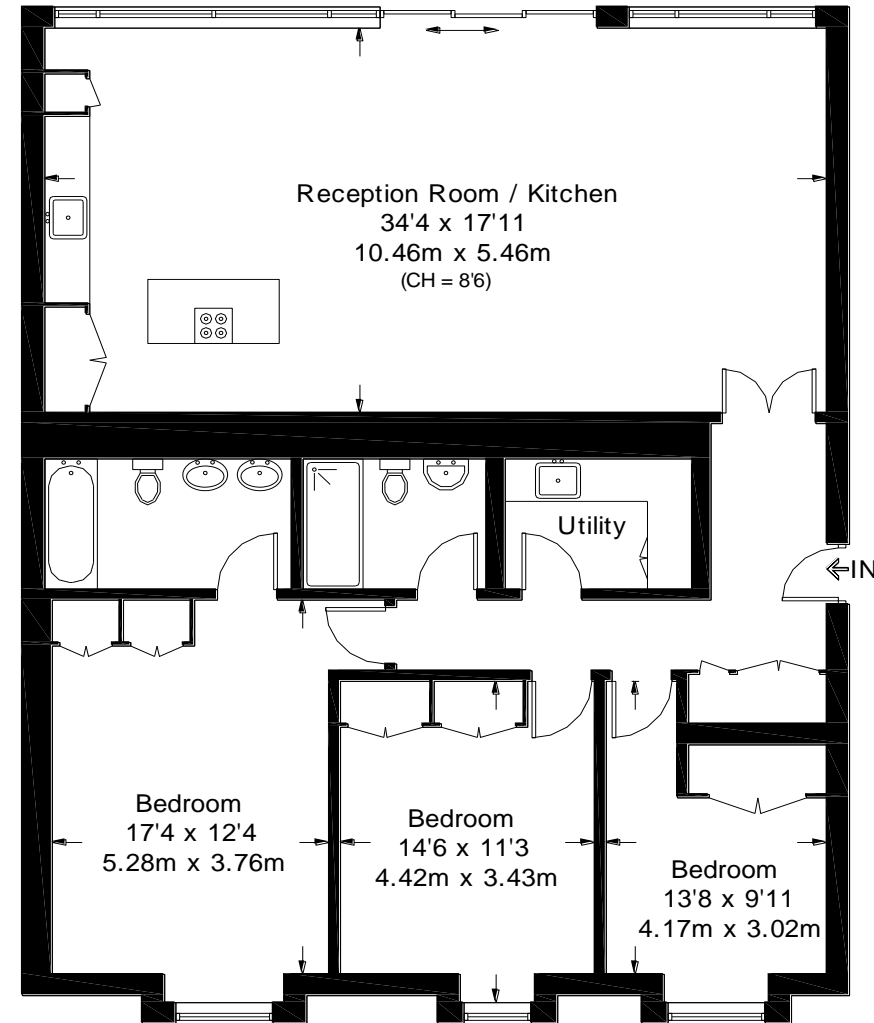 Reception Room / Kitchen
34'4 x 17'11
10.46m x 5.46m
(CH = 8'6)
Utility
IN
Bedroom
17'4 x 12'4
5.28m x 3.76m
Bedroom
14'6 x 11'3
4.42m x 3.43m
Bedroom
13'8 x 9'11
4.17m x 3.02m